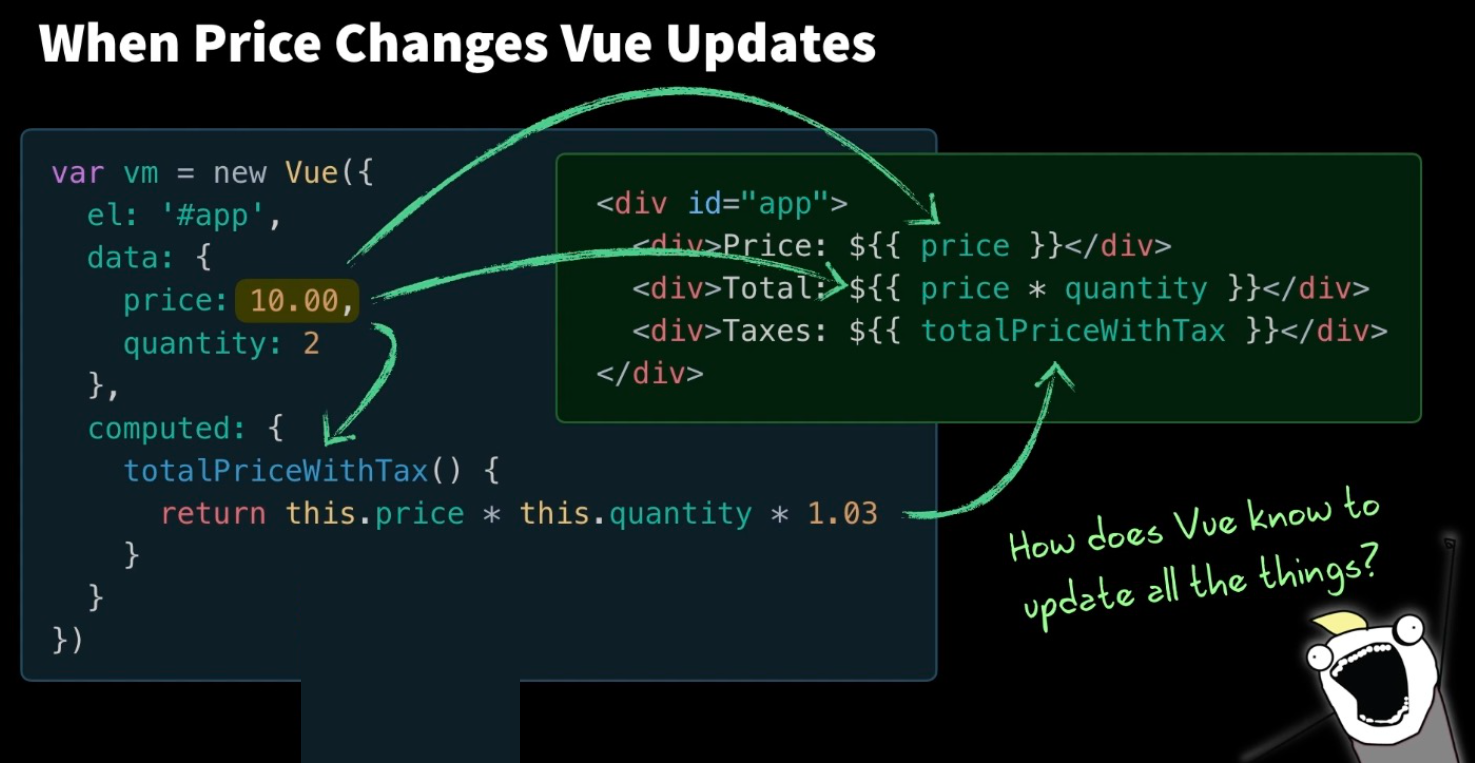 When Price Changes Vue Updates
var vm = new Vue({
el: '#app',
data: {
price: 10.00,
quantity: 2
},
computed: {
totalPriceWithTax() {
return this.price * this.quantity * 1.03
}
}
})
<div id="app">
<div>Price: ${{ price }}</div>
<div>Total: ${{ price * quantity }}</div>
<div>Taxes: ${{ totalPriceWithTax }}</div>
</div>
How does Vue know to
update all the things?